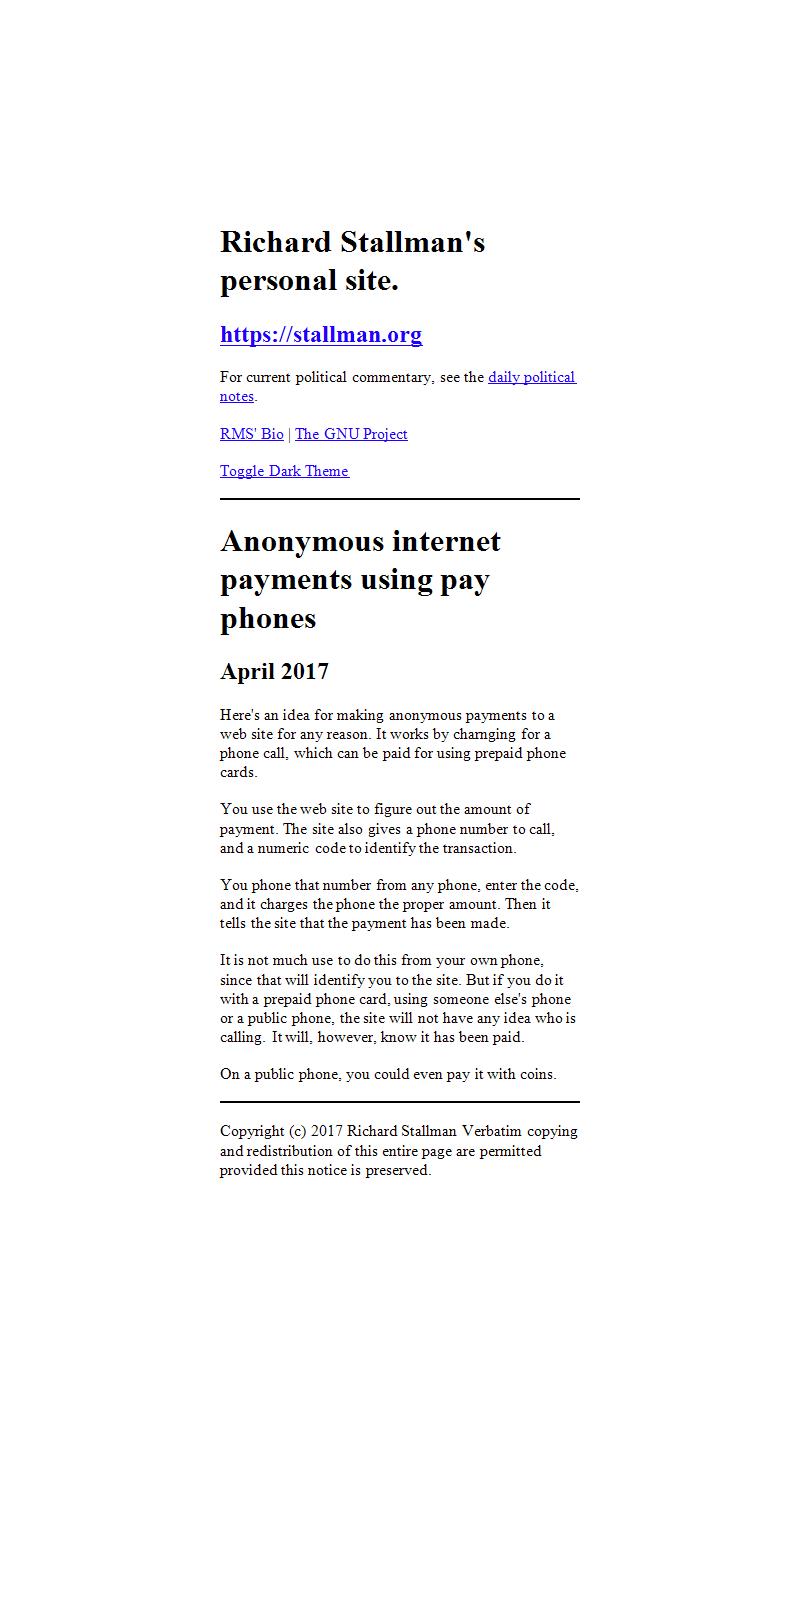 Richard Stallman's
personal site.
https://stallman.org
For current political commentary, see the daily political
notes.
RMS' Bio | The GNU Project
Toggle Dark Theme
Anonymous internet
payments using pay
phones
April 2017
Here's an idea for making anonymous payments to a
web site for any reason. It works by charnging for a
phone call, which can be paid for using prepaid phone
cards.
You use the web site to figure out the amount of
payment. The site also gives a phone number to call,
and a numeric code to identify the transaction.
You phone that number from any phone, enter the code,
and it charges the phone the proper amount. Then it
tells the site that the payment has been made.
It is not much use to do this from your own phone,
since that will identify you to the site. But if you do it
with a prepaid phone card, using someone else's phone
or a public phone, the site will not have any idea who is
calling. It will, however, know it has been paid.
On a public phone, you could even pay it with coins.
Copyright (c) 2017 Richard Stallman Verbatim copying
and redistribution of this entire page are permitted
provided this notice is preserved.